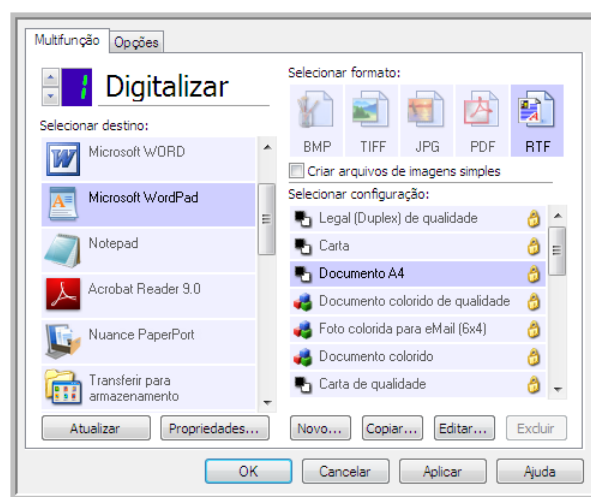 Multifunção
Opções
1
Digitalizar
Selecionar destino:
Microsoft WORD
Microsoft WordPad
Notepad
Acrobat Reader 9.0
Nuance PaperPort
Transferir para
armazenamento
Atualizar
Propriedades...
Selecionar formato:
BMP
TIFF
JPG
PDF
RTF
Criar arquivos de imagens simples
Selecionar configuração:
Legal (Duplex) de qualidade
Carta
Documento A4
Documento colorido de qualidade
Foto colorida para eMail (6x4)
Documento colorido
Carta de qualidade
Novo...
Copiar...
Editar...
Excluir
OK
Cancelar
Aplicar
Ajuda